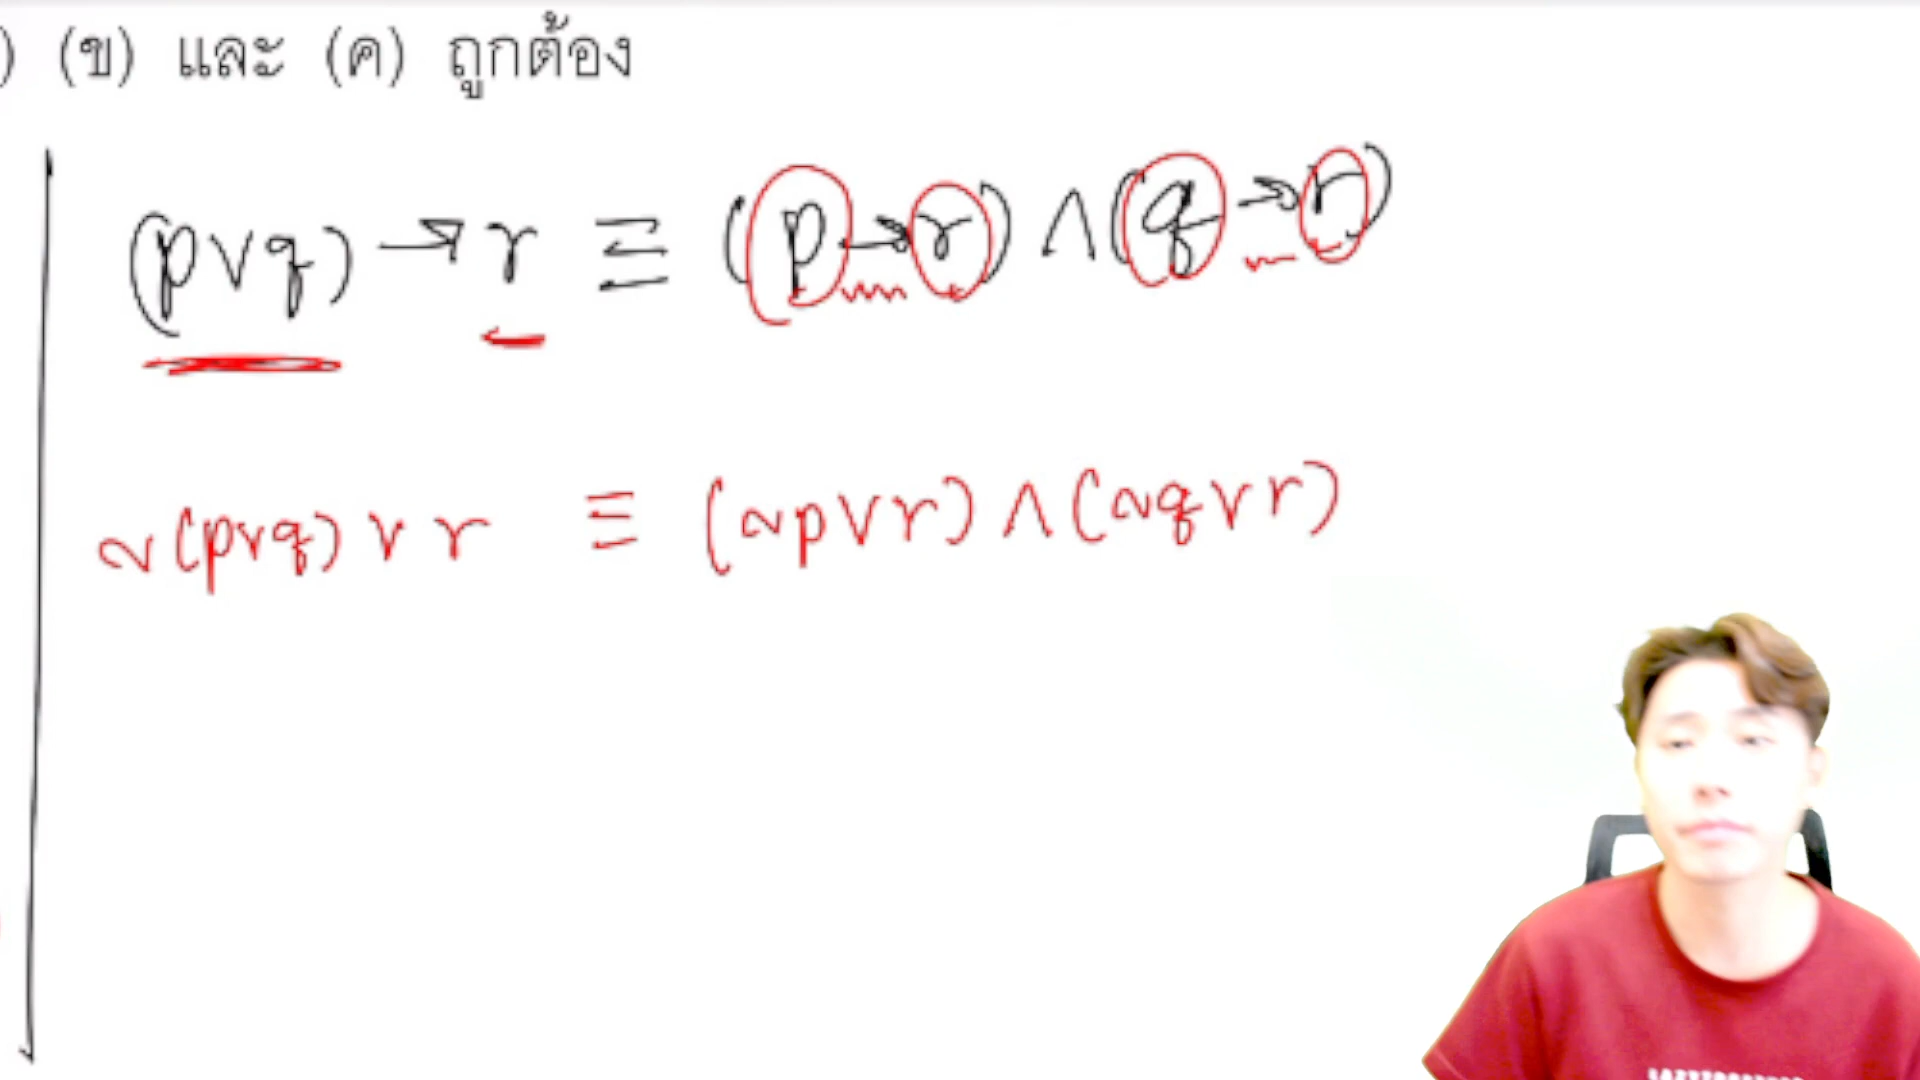 ) (ข) และ (ค) ถูกต้อง
(p∨q) → r ≡ (p → r) ∧ (q → r)
~(p∨q) ∨ r ≡ (~p∨r) ∧ (~q∨r)